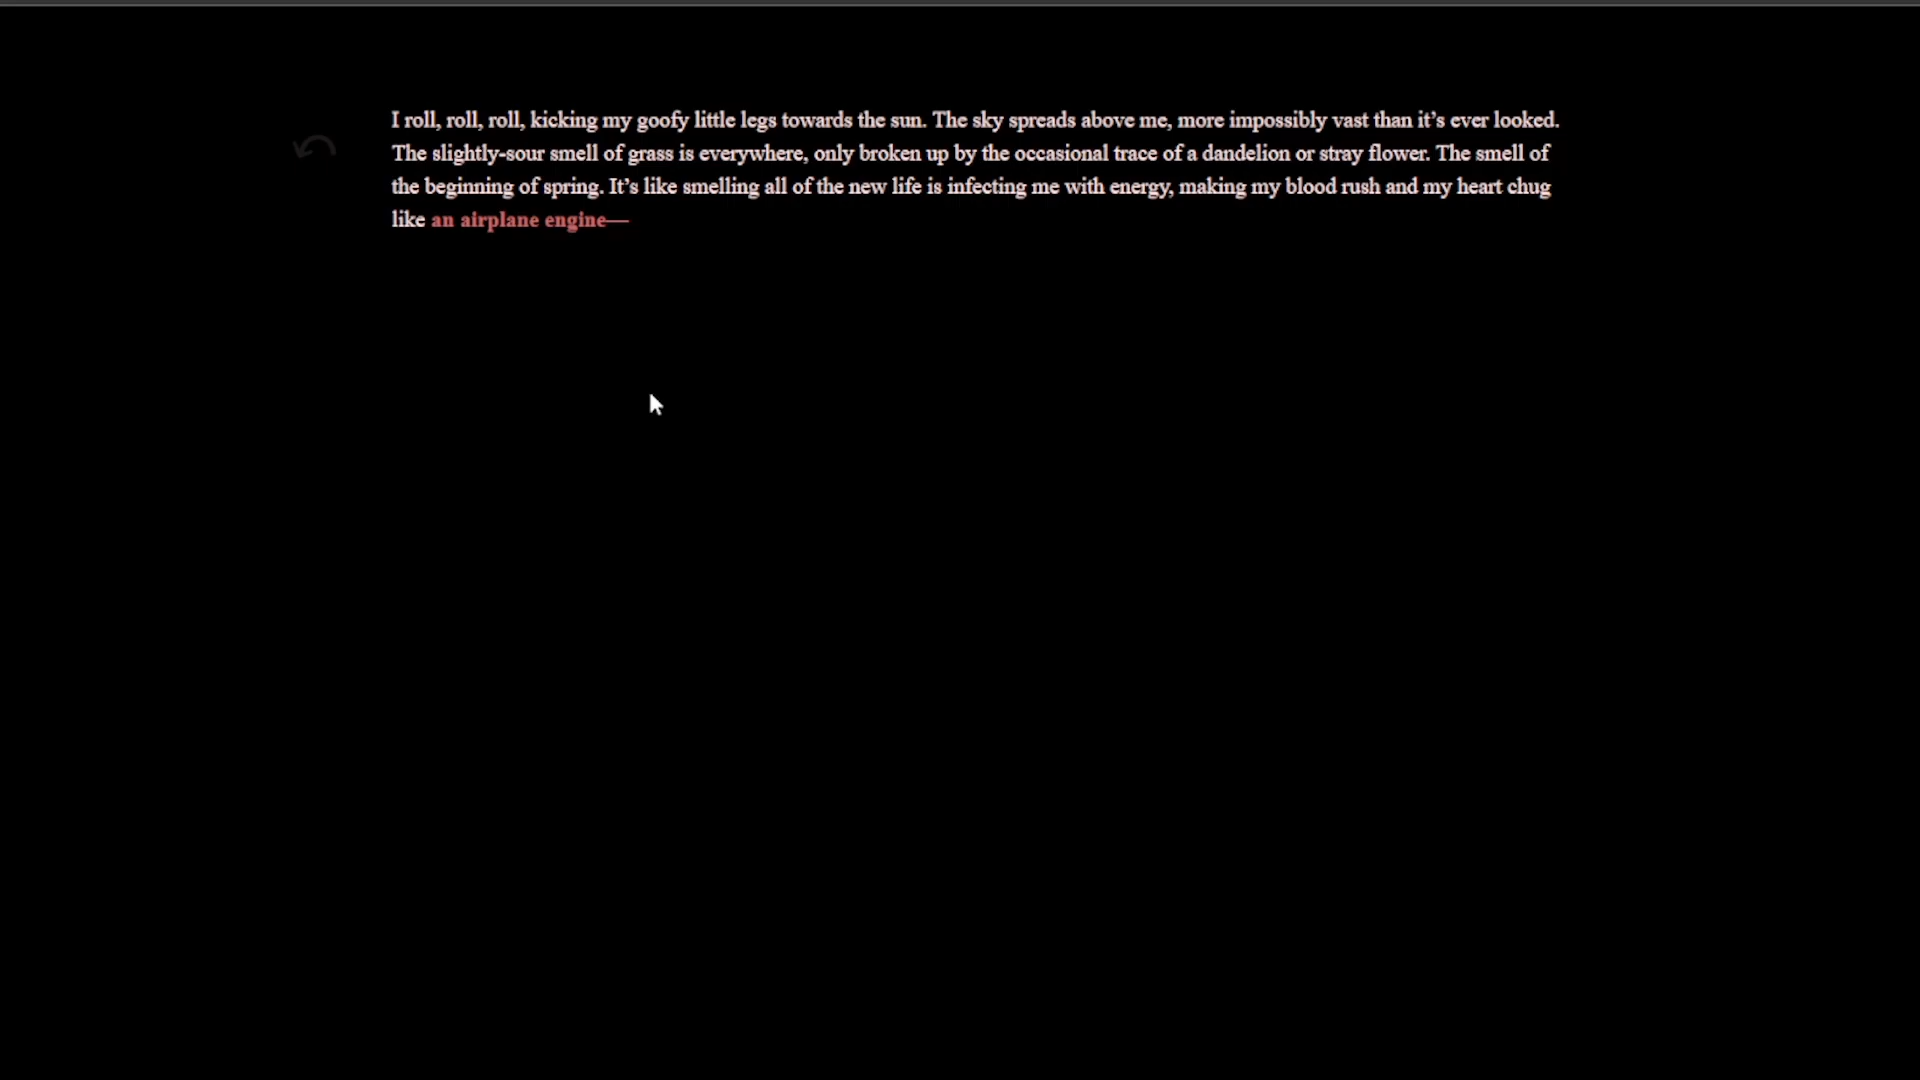 I roll, roll, roll, kicking my goofy little legs towards the sun. The sky spreads above me, more impossibly vast than it’s ever looked.
The slightly-sour smell of grass is everywhere, only broken up by the occasional trace of a dandelion or stray flower. The smell of
the beginning of spring. It’s like smelling all of the new life is infecting me with energy, making my blood rush and my heart chug
like an airplane engine—